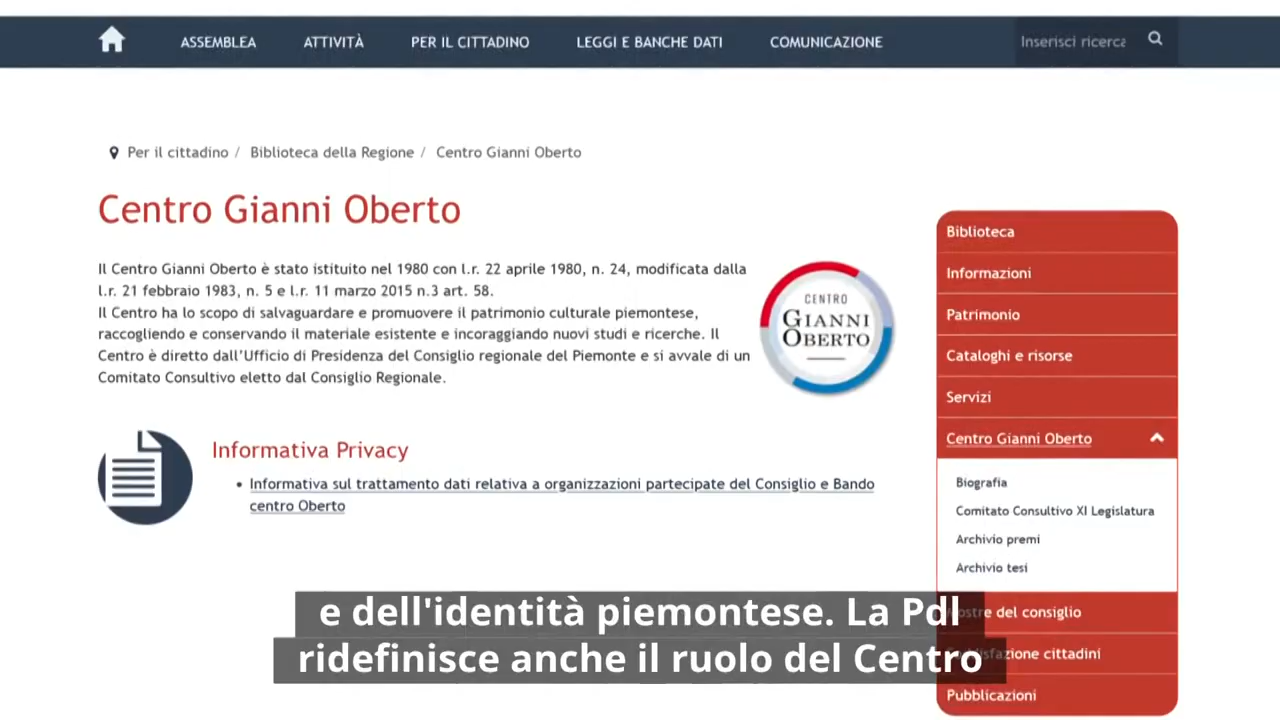 ASSEMBLEA ATTIVITÀ PER IL CITTADINO LEGGI E BANCHE DATI COMUNICAZIONE Inserisci ricerca
Per il cittadino / Biblioteca della Regione / Centro Gianni Oberto
Centro Gianni Oberto
Il Centro Gianni Oberto è stato istituito nel 1980 con l.r. 22 aprile 1980, n. 24, modificata dalla
l.r. 21 febbraio 1983, n. 5 e l.r. 11 marzo 2015 n.3 art. 58.
Il Centro ha lo scopo di salvaguardare e promuovere il patrimonio culturale piemontese,
raccogliendo e conservando il materiale esistente e incoraggiando nuovi studi e ricerche. Il
Centro è diretto dall'Ufficio di Presidenza del Consiglio regionale del Piemonte e si avvale di un
Comitato Consultivo eletto dal Consiglio Regionale.
CENTRO
GIANNI
OBERTO
Informativa Privacy
• Informativa sul trattamento dati relativa a organizzazioni partecipate del Consiglio e Bando
centro Oberto
Biblioteca
Informazioni
Patrimonio
Cataloghi e risorse
Servizi
Centro Gianni Oberto
Biografia
Comitato Consultivo XI Legislatura
Archivio premi
Archivio tesi
del consiglio
cittadini
Pubblicazioni
e dell'identità piemontese. La Pdl
ridefinisce anche il ruolo del Centro